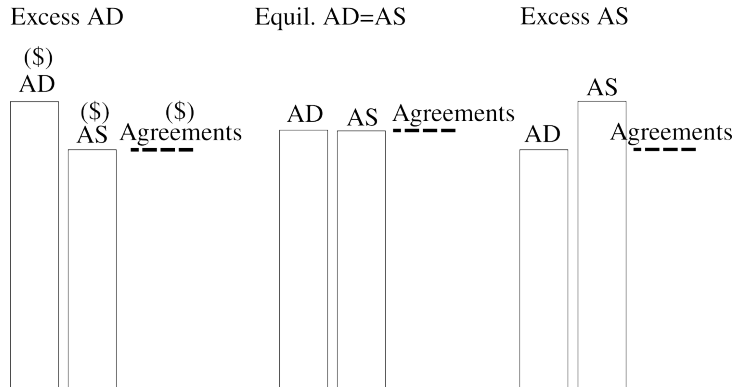 Excess AD
($)
AD
($)
AS
($)
Agreements
Equil. AD=AS
AD
AS
Agreements
Excess AS
AD
AS
Agreements